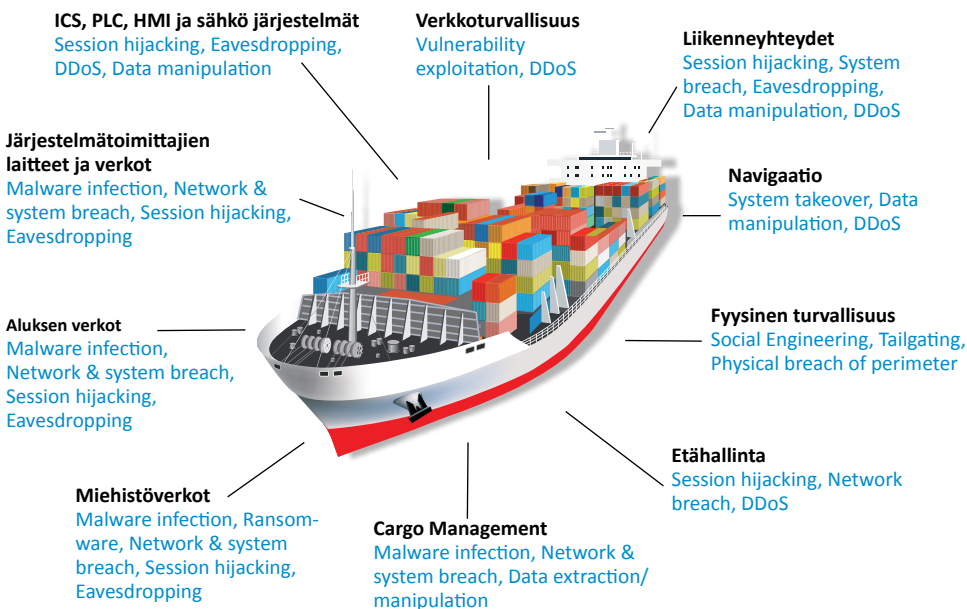 ICS, PLC, HMI ja sähkö järjestelmät
Session hijacking, Eavesdropping,
DDoS, Data manipulation
Verkkoturvallisuus
Vulnerability
exploitation, DDoS
Liikenneyhteydet
Session hijacking, System
breach, Eavesdropping,
Data manipulation, DDoS
Järjestelmätoimittajien
laitteet ja verkot
Malware infection, Network &
system breach, Session hijacking,
Eavesdropping
Navigaatio
System takeover, Data
manipulation, DDoS
Aluksen verkot
Malware infection,
Network & system breach,
Session hijacking,
Eavesdropping
Fyysinen turvallisuus
Social Engineering, Tailgating,
Physical breach of perimeter
Etähallinta
Session hijacking, Network
breach, DDoS
Miehistöverkot
Malware infection, Ransom-
ware, Network & system
breach, Session hijacking,
Eavesdropping
Cargo Management
Malware infection, Network &
system breach, Data extraction/
manipulation